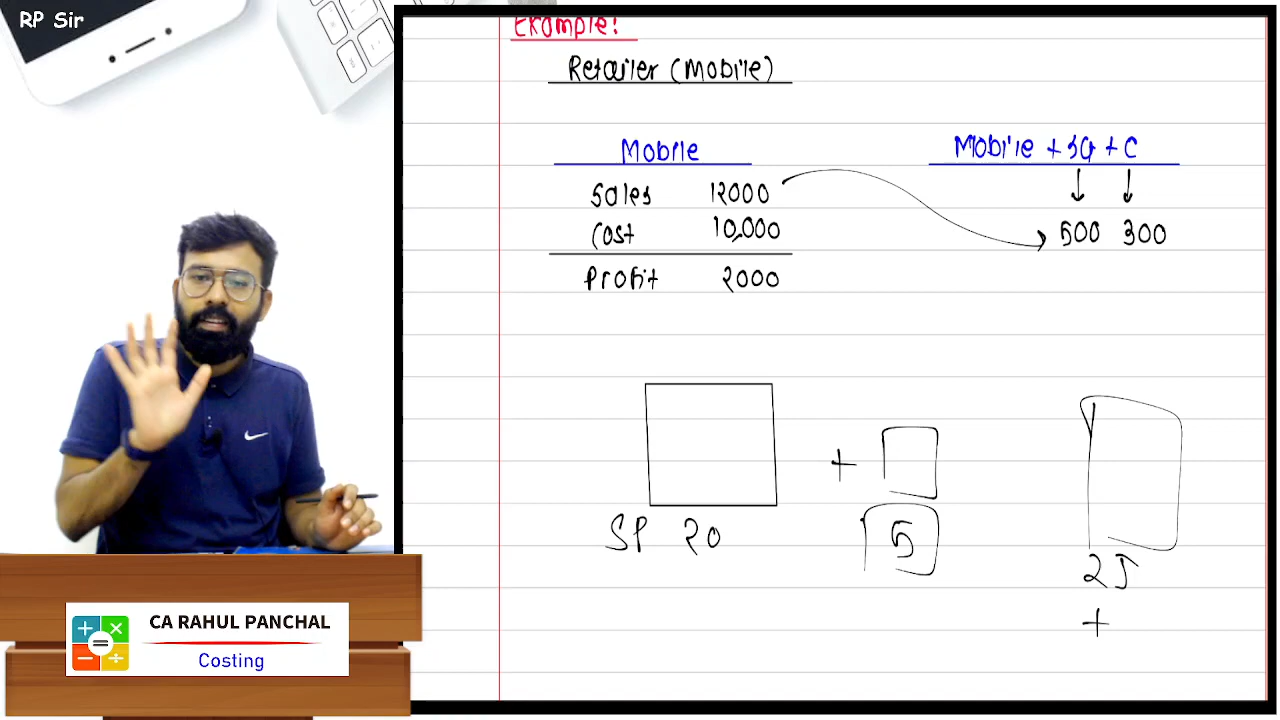 RP Sir
Example:
Retailer (Mobile)
Mobile
Sales 12000
Cost 10,000
Profit 2000
Mobile + SG + C
500 300
+
SP 20
5
25
+
CA RAHUL PANCHAL
Costing